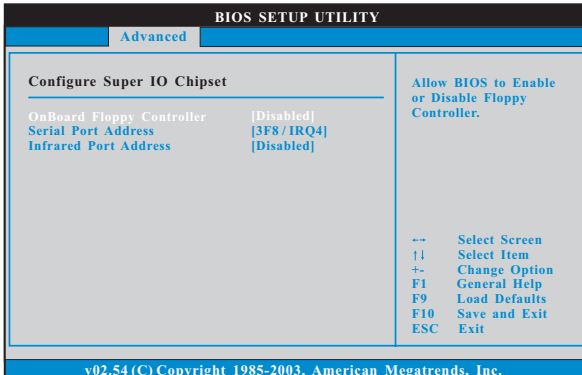 BIOS SETUP UTILITY
Advanced
Configure Super IO Chipset
OnBoard Floppy Controller [Disabled]
Serial Port Address [3F8 / IRQ4]
Infrared Port Address [Disabled]
Allow BIOS to Enable
or Disable Floppy
Controller.
←→ Select Screen
↑↓ Select Item
+- Change Option
F1 General Help
F9 Load Defaults
F10 Save and Exit
ESC Exit
v02.54 (C) Copyright 1985-2003, American Megatrends, Inc.